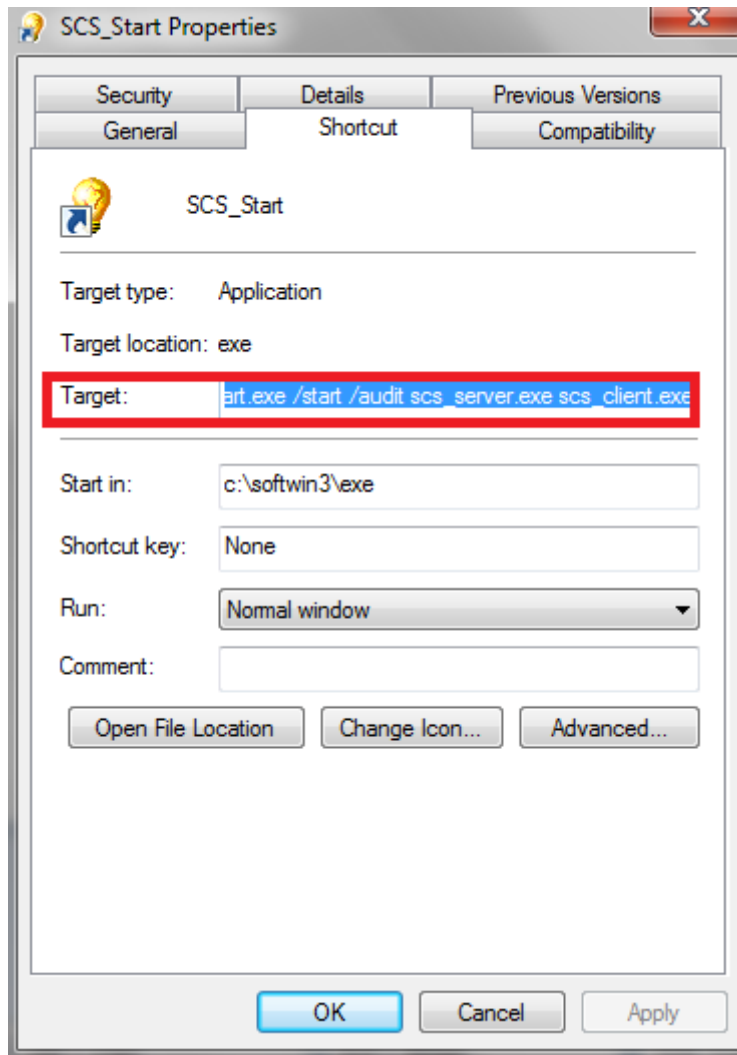 SCS_Start Properties
Security Details Previous Versions
General Shortcut Compatibility
SCS_Start
Target type: Application
Target location: exe
Target: art.exe /start /audit scs_server.exe scs_client.exe
Start in: c:\softwin3\exe
Shortcut key: None
Run: Normal window
Comment:
Open File Location Change Icon... Advanced...
OK Cancel Apply